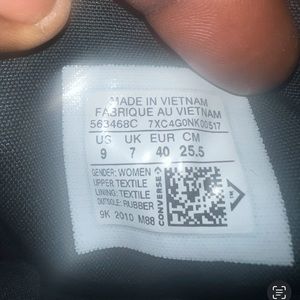 MADE IN VIETNAM
FABRIQUE AU VIETNAM
563468C 7XC4G0NK00517
US UK EUR CM
9 7 40 25.5
GENDER: WOMEN
UPPER: TEXTILE
LINING: TEXTILE
OUTSOLE: RUBBER
9K 2010 M88
CONVERSE